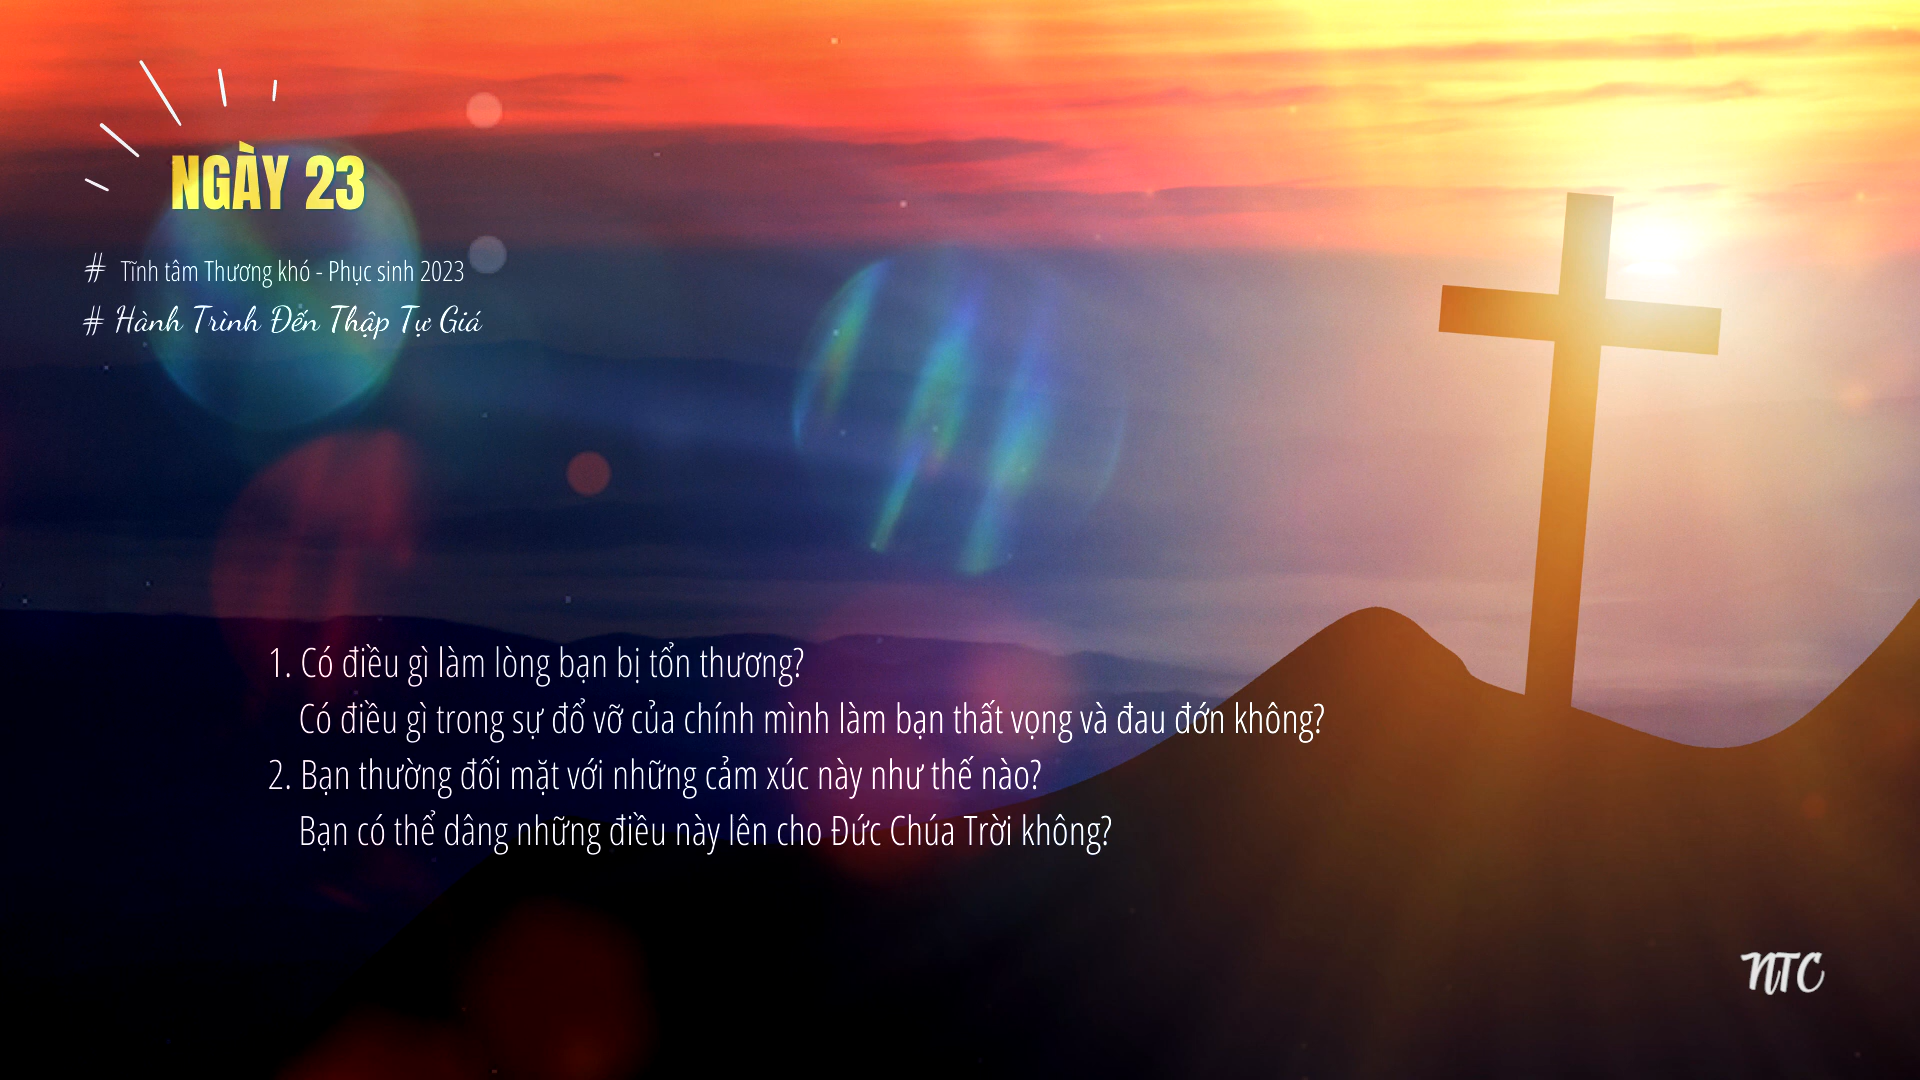 NGÀY 23
# Tĩnh tâm Thương khó - Phục sinh 2023
# Hành Trình Đến Thập Tự Giá
1. Có điều gì làm lòng bạn bị tổn thương?
Có điều gì trong sự đổ vỡ của chính mình làm bạn thất vọng và đau đớn không?
2. Bạn thường đối mặt với những cảm xúc này như thế nào?
Bạn có thể dâng những điều này lên cho Đức Chúa Trời không?
NTC